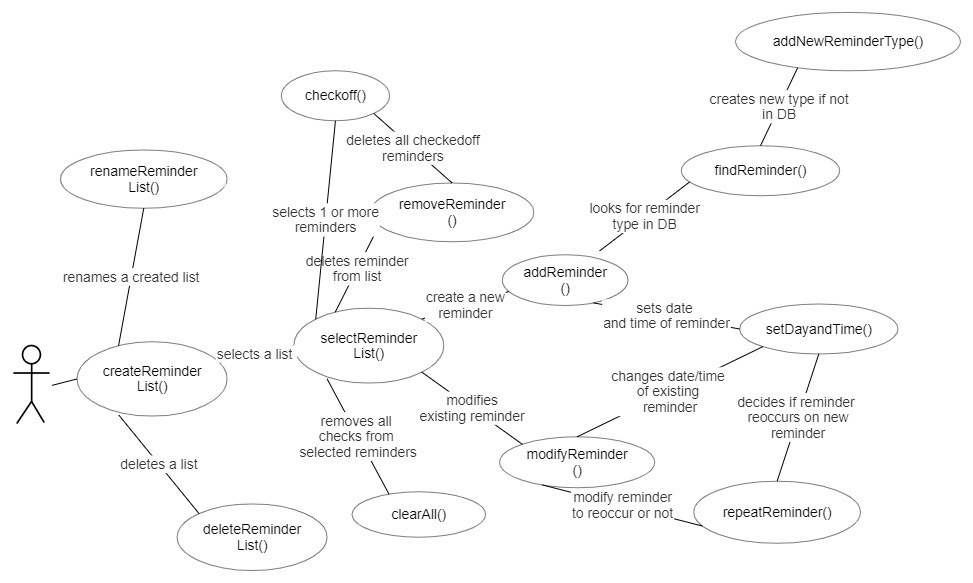 addNewReminderType()
checkoff()
creates new type if not
in DB
deletes all checkedoff
reminders
renameReminder
List()
findReminder()
removeReminder
()
selects 1 or more
reminders
looks for reminder
type in DB
deletes reminder
from list
addReminder
()
renames a created list
create a new
reminder
sets date
and time of reminder
setDayandTime()
selectReminder
List()
selects a list
createReminder
List()
changes date/time
of existing
reminder
modifies
existing reminder
decides if reminder
reoccurs on new
reminder
removes all
checks from
selected reminders
modifyReminder
()
deletes a list
modify reminder
to reoccur or not
repeatReminder()
clearAll()
deleteReminder
List()